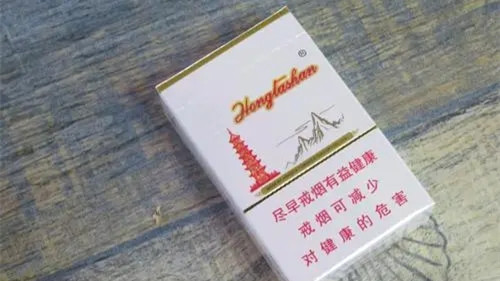 ®
Hongtashan
尽早戒烟有益健康
戒烟可减少
对健康的危害